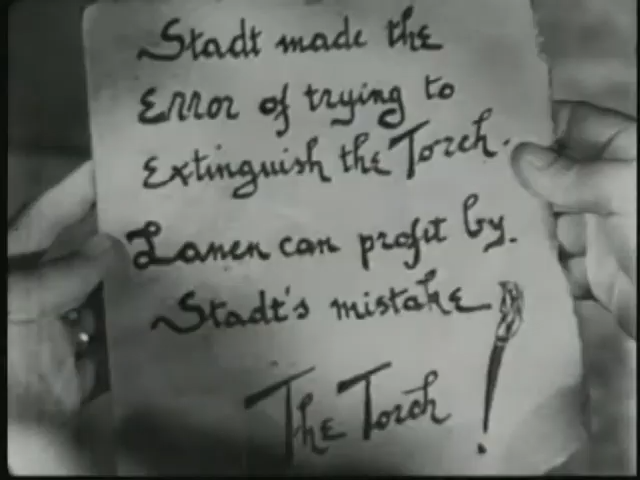 Stadt made the
Error of trying to
Extinguish the Torch.
Lanen can profit by.
Stadt's mistake
The Torch